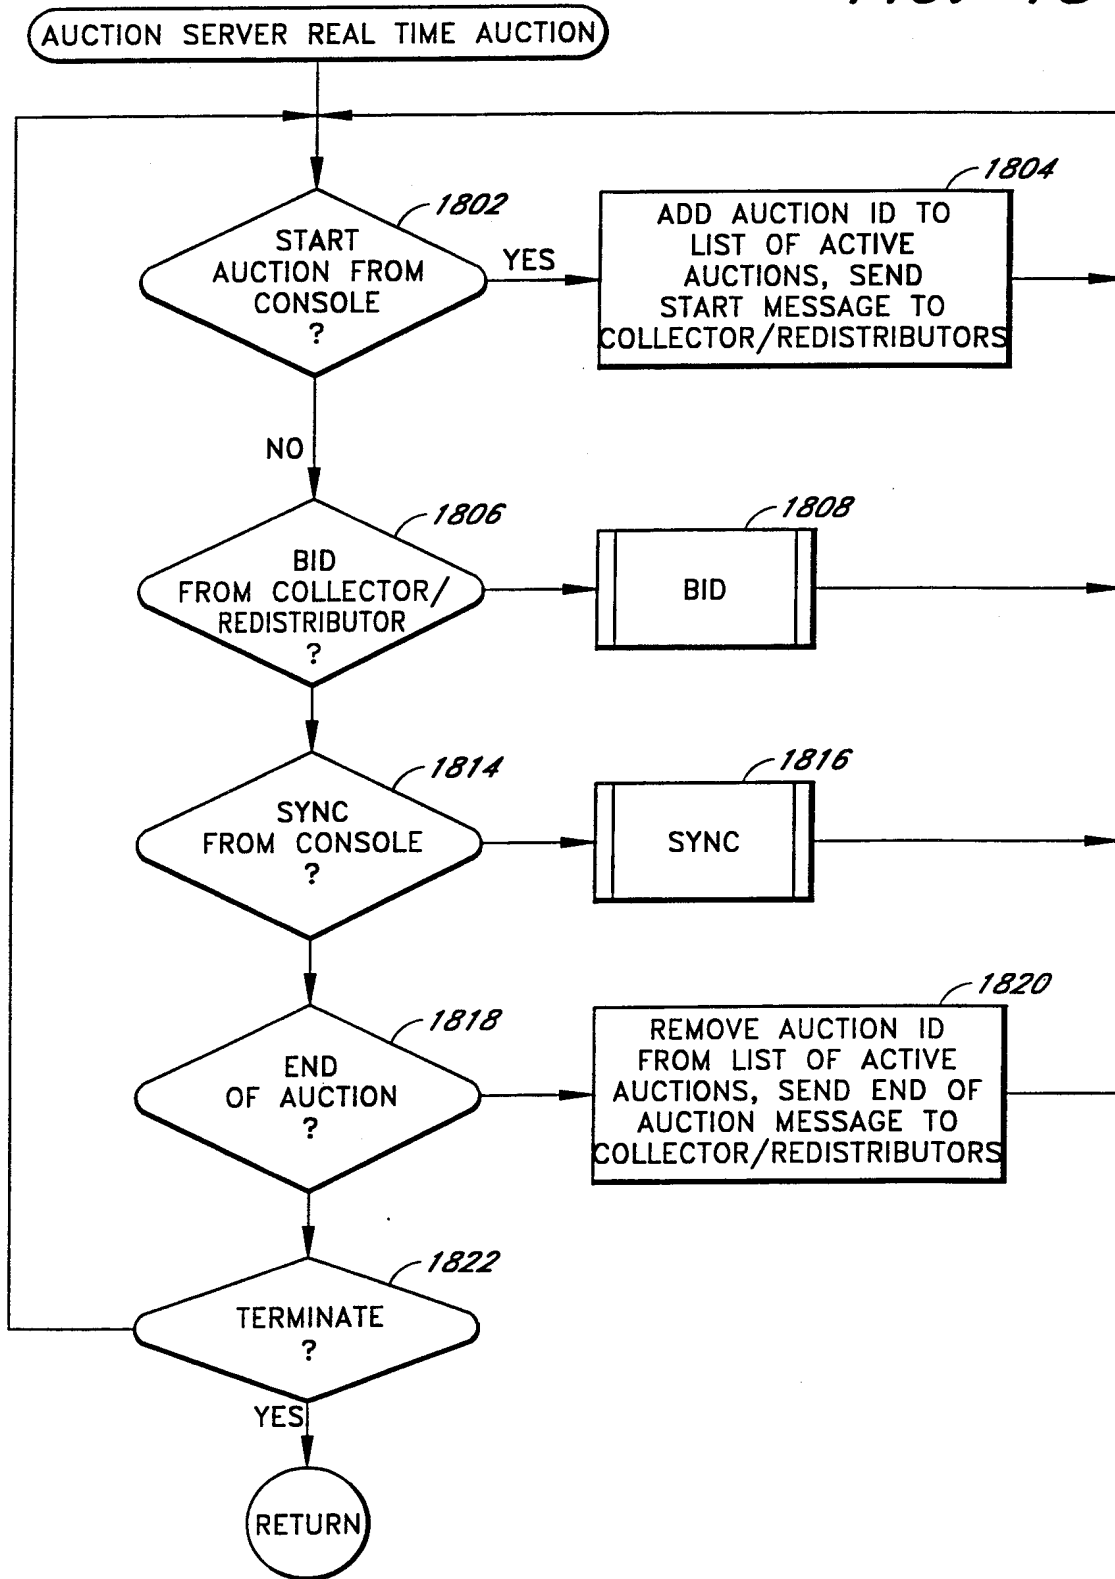 AUCTION SERVER REAL TIME AUCTION
1802
START
AUCTION FROM
CONSOLE
?
YES
1804
ADD AUCTION ID TO
LIST OF ACTIVE
AUCTIONS, SEND
START MESSAGE TO
COLLECTOR/REDISTRIBUTORS
NO
1806
BID
FROM COLLECTOR/
REDISTRIBUTOR
?
1808
BID
1814
SYNC
FROM CONSOLE
?
1816
SYNC
1818
END
OF AUCTION
?
1820
REMOVE AUCTION ID
FROM LIST OF ACTIVE
AUCTIONS, SEND END OF
AUCTION MESSAGE TO
COLLECTOR/REDISTRIBUTORS
1822
TERMINATE
?
YES
RETURN